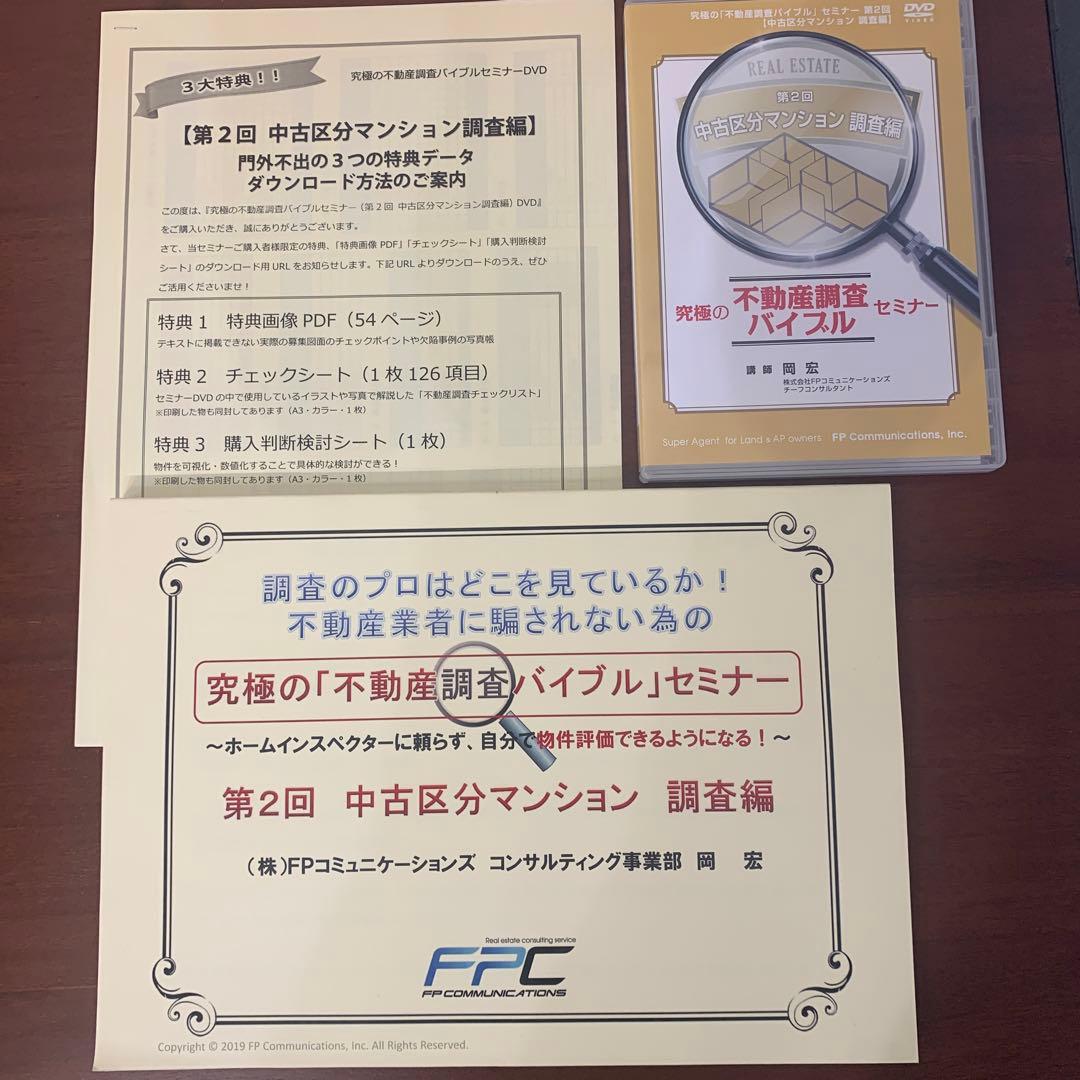 3大特典！！
究極の不動産調査バイブルセミナーDVD
【第２回 中古区分マンション調査編】
門外不出の３つの特典データ
ダウンロード方法のご案内
この度は、『究極の不動産調査バイブルセミナー（第２回 中古区分マンション調査編）DVD』
をご購入いただき、誠にありがとうございます。
さて、当セミナーご購入者様限定の特典、「特典画像 PDF」「チェックシート」「購入判断検討
シート」のダウンロード用 URL をお知らせします。下記 URL よりダウンロードのうえ、ぜひ
ご活用くださいませ！
特典１ 特典画像 PDF（54 ページ）
テキストに掲載できない実際の募集図面のチェックポイントや欠陥事例の写真帳
特典２ チェックシート（１枚 126 項目）
セミナーDVD の中で使用しているイラストや写真で解説した「不動産調査チェックリスト」
※印刷した物も同封してあります（A3・カラー・１枚）
特典３ 購入判断検討シート（１枚）
物件を可視化・数値化することで具体的な検討ができる！
※印刷した物も同封してあります（A3・カラー・１枚）
究極の「不動産調査バイブル」セミナー 第2回
【中古区分マンション 調査編】
DVD
VIDEO
REAL ESTATE
第2回
中古区分マンション 調査編
究極の 不動産調査バイブル セミナー
講師 岡 宏
株式会社FPコミュニケーションズ
チーフコンサルタント
Super Agent for Land & AP owners FP Communications, Inc.
調査のプロはどこを見ているか！
不動産業者に騙されない為の
究極の「不動産調査バイブル」セミナー
～ホームインスペクターに頼らず、自分で物件評価できるようになる！～
第２回 中古区分マンション 調査編
（株）FPコミュニケーションズ コンサルティング事業部 岡 宏
Real estate consulting service
FPC
FP COMMUNICATIONS
Copyright © 2019 FP Communications, Inc. All Rights Reserved.